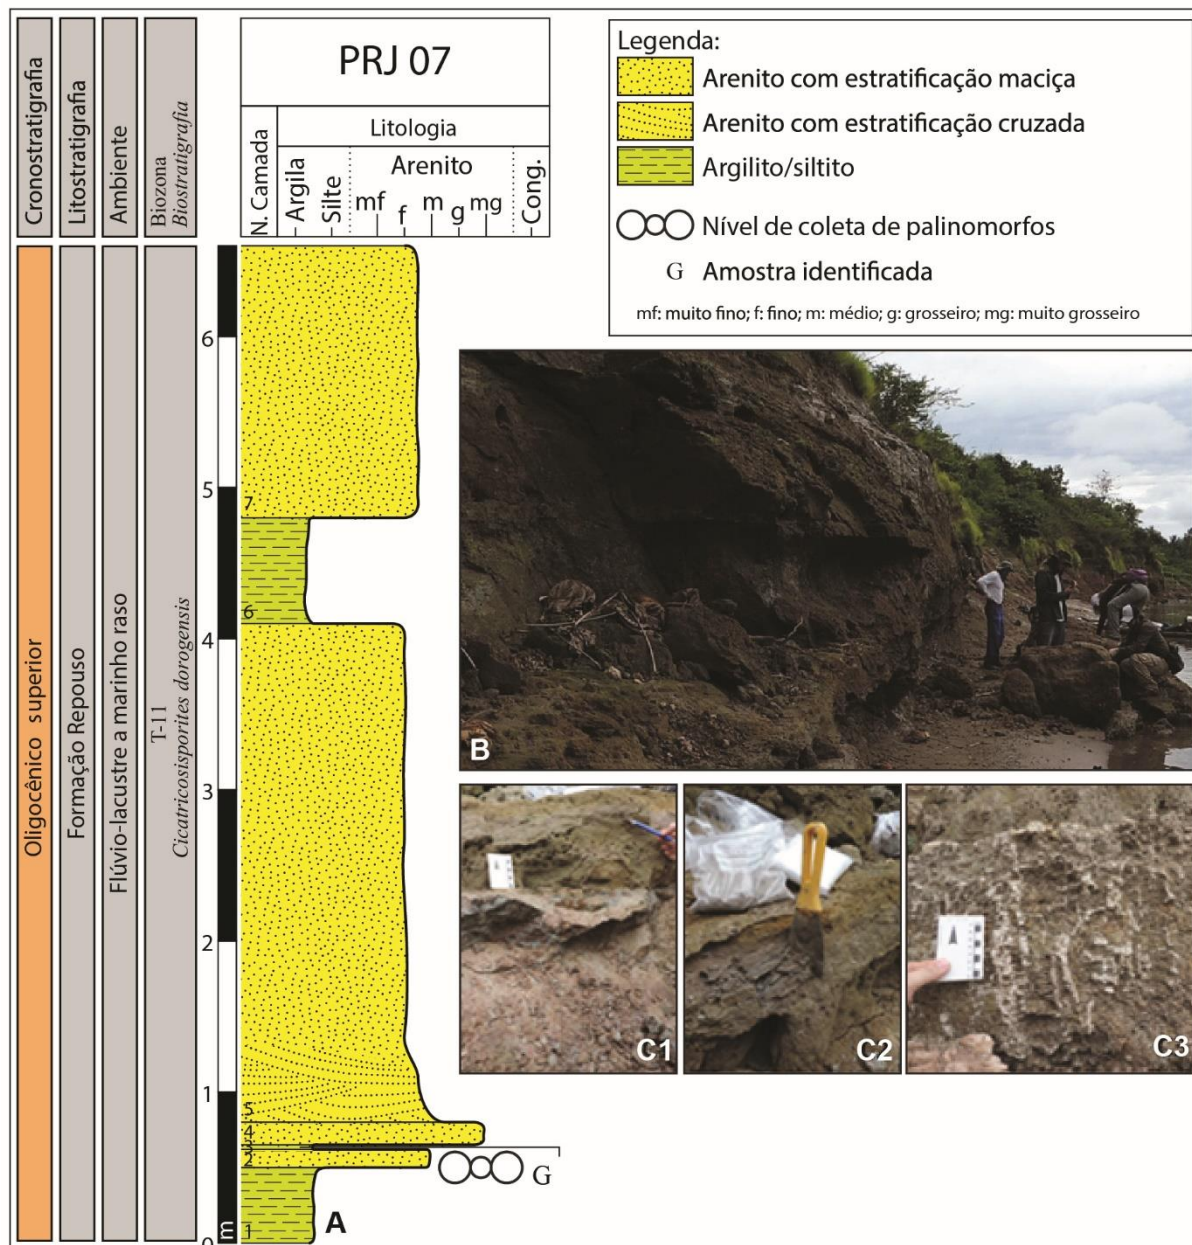 Cronostratigrafia
Litostratigrafia
Ambiente
Biozona
Biostratigrafia
PRJ 07
N. Camada
Litologia
Argila
Silte
Arenito
mf
f
m
g
mg
Cong.
Legenda:
Arenito com estratificação maciça
Arenito com estratificação cruzada
Argilito/siltito
Nível de coleta de palinomorfos
G Amostra identificada
mf: muito fino; f: fino; m: médio; g: grosseiro; mg: muito grosseiro
Oligocênico superior
Formação Repouso
Flúvio-lacustre a marinho raso
T-11
Cicatricosisporites dorogensis
6
5
7
6
4
3
2
1
5
4
3
2
G
1
0
m
A
B
C1
C2
C3